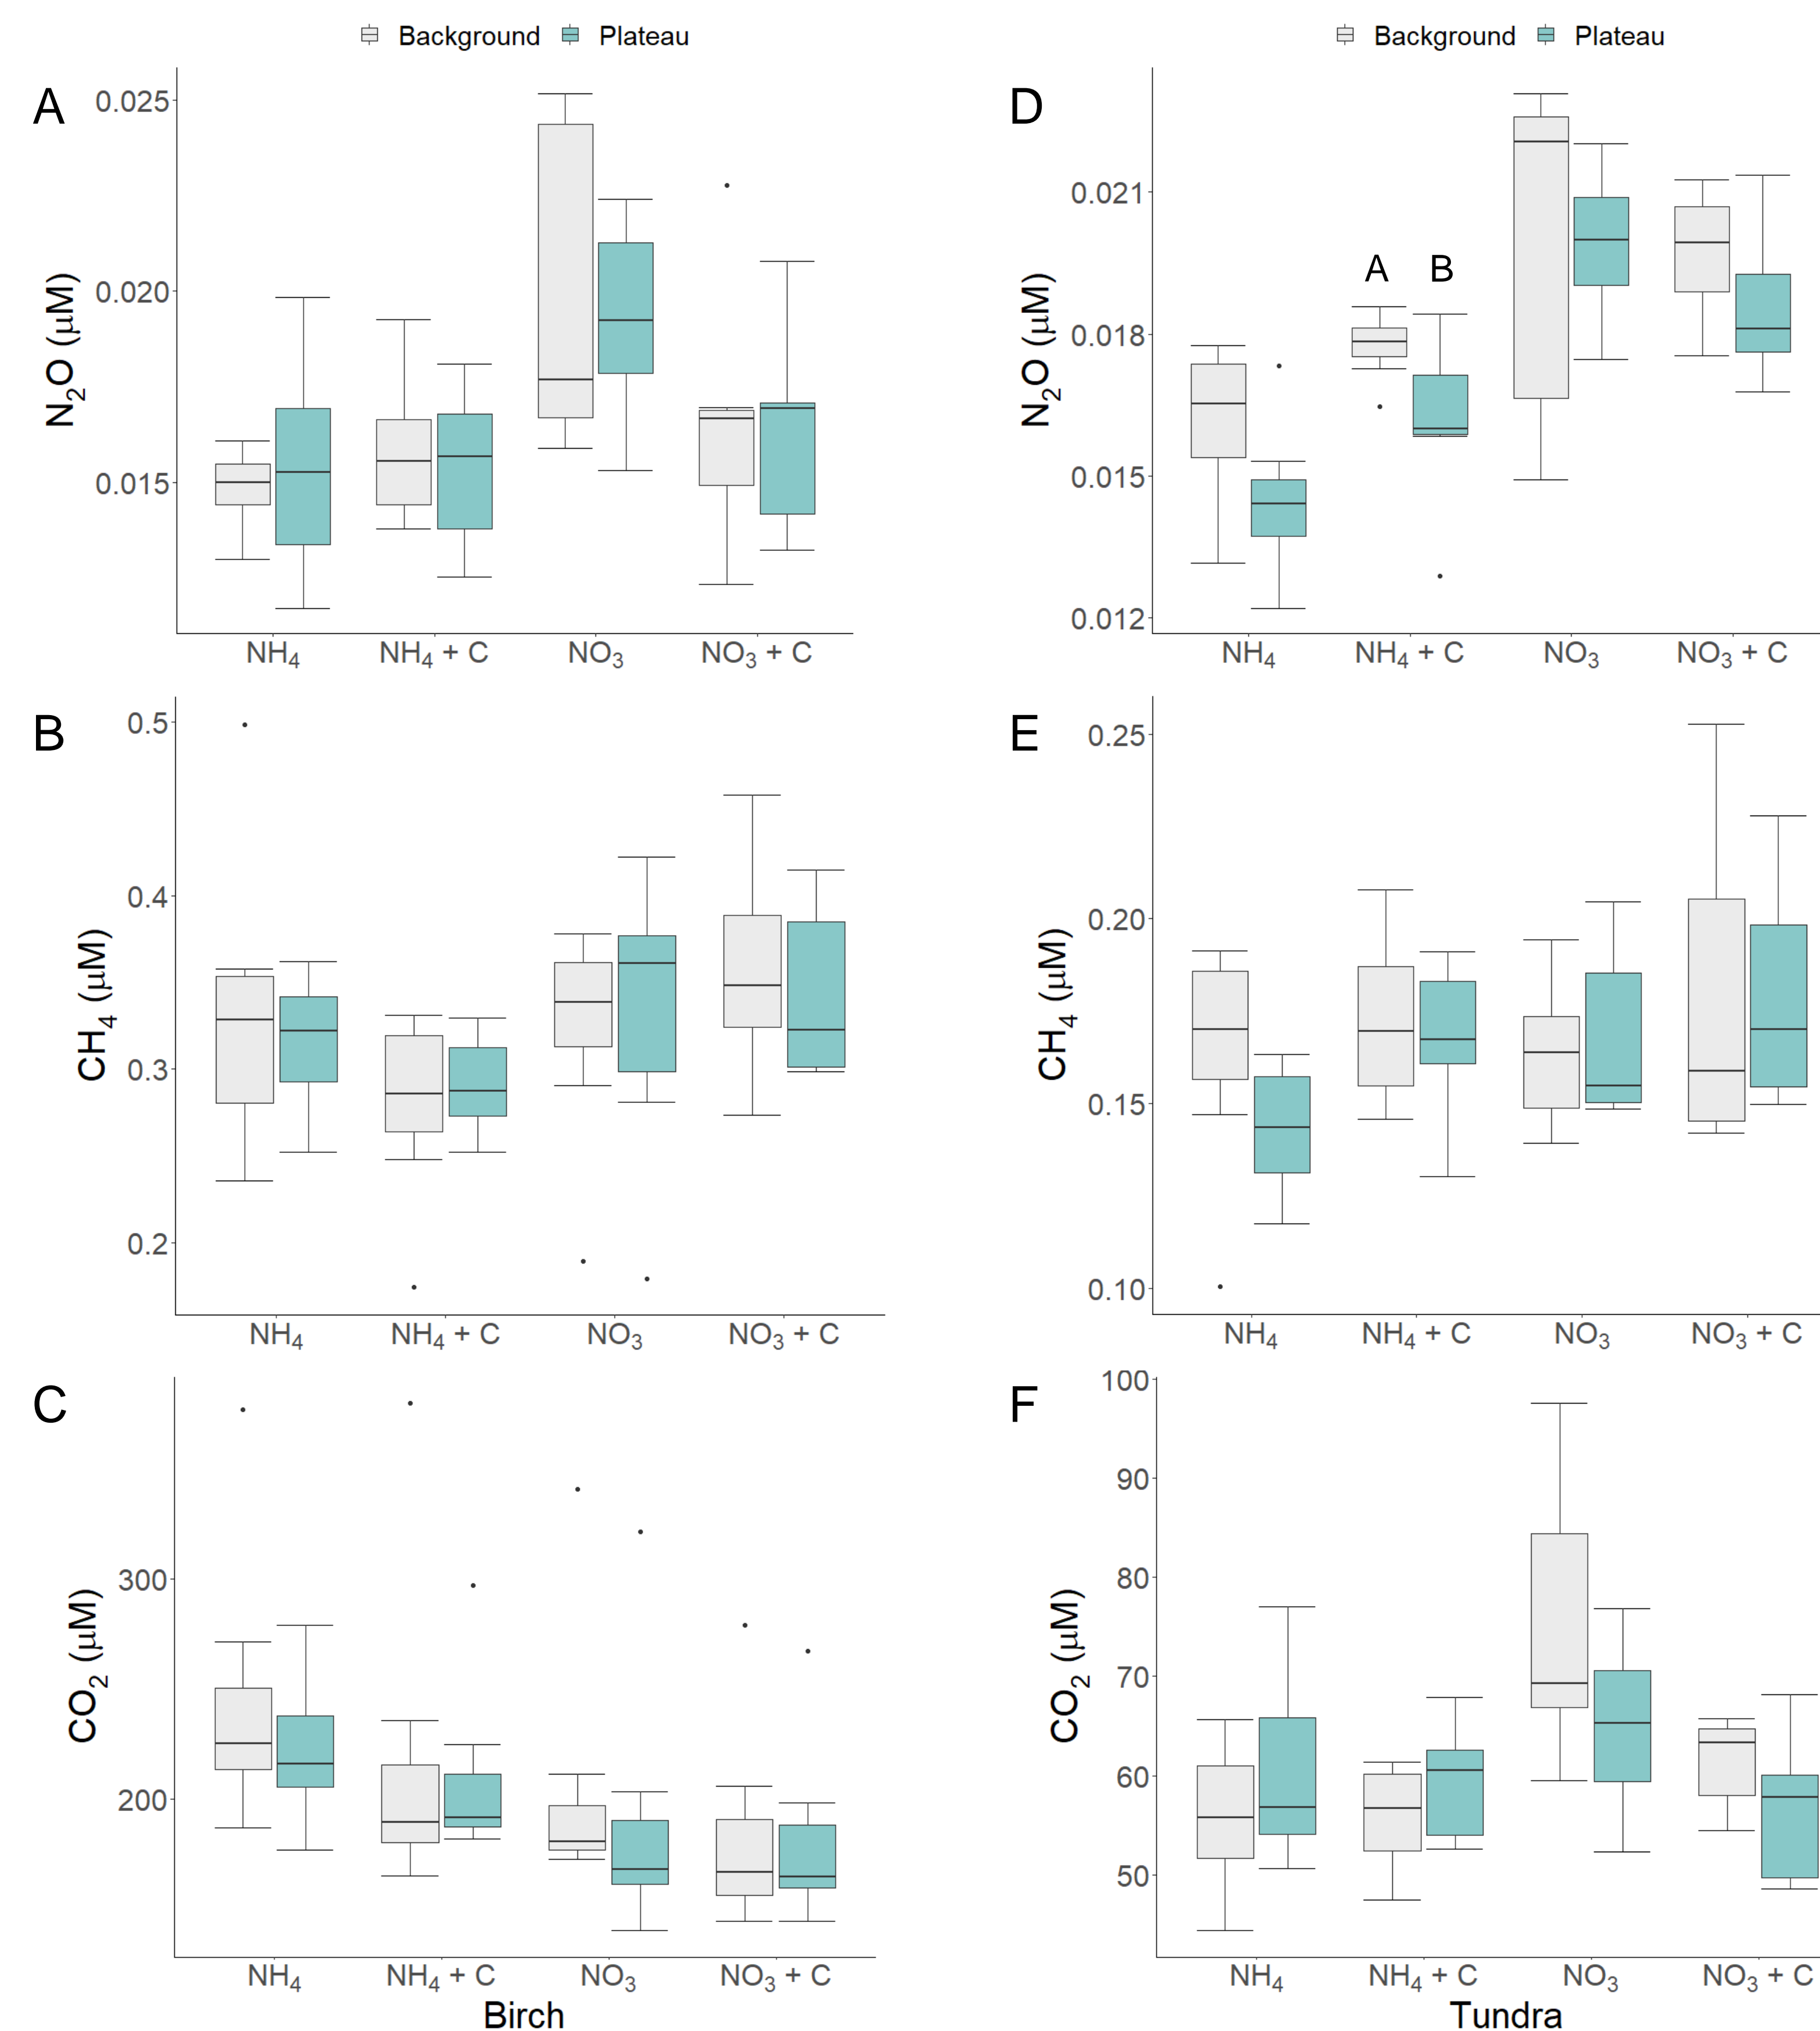 Background Plateau
A
0.025
0.020
0.015
N₂O (μM)
NH₄ NH₄ + C NO₃ NO₃ + C
B
0.5
0.4
0.3
0.2
CH₄ (μM)
NH₄ NH₄ + C NO₃ NO₃ + C
C
300
200
CO₂ (μM)
NH₄ NH₄ + C NO₃ NO₃ + C
Birch
Background Plateau
D
A B
0.021
0.018
0.015
0.012
N₂O (μM)
NH₄ NH₄ + C NO₃ NO₃ + C
E
0.25
0.20
0.15
0.10
CH₄ (μM)
NH₄ NH₄ + C NO₃ NO₃ + C
F
100
90
80
70
60
50
CO₂ (μM)
NH₄ NH₄ + C NO₃ NO₃ + C
Tundra